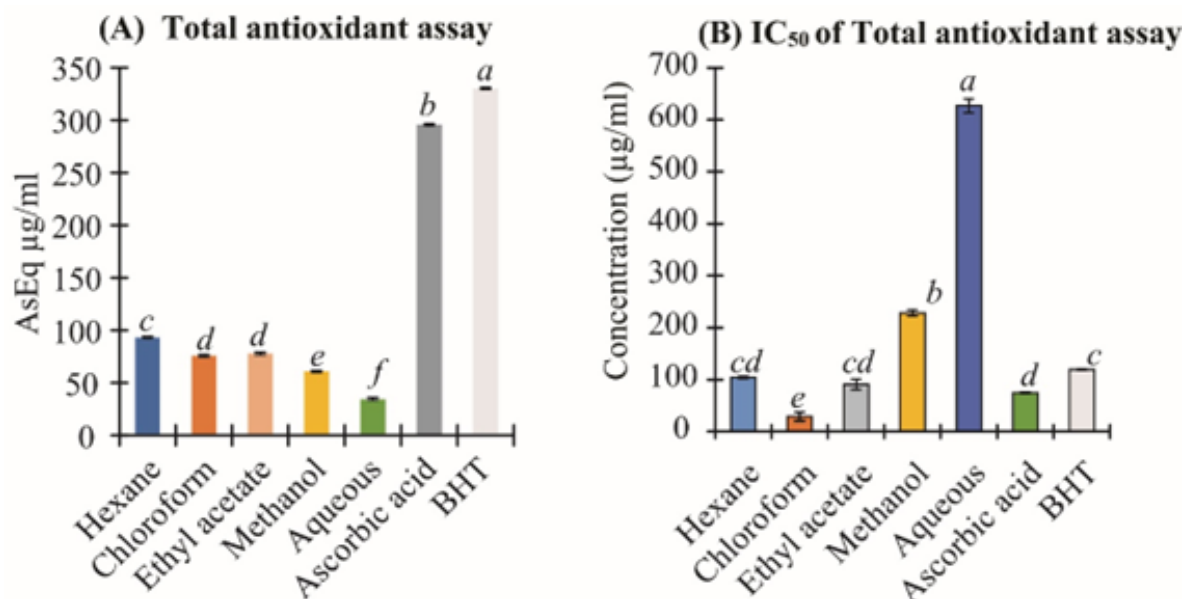 (A) Total antioxidant assay
AsEq µg/ml
350
300
250
200
150
100
50
0
c
d
d
e
f
b
a
Hexane
Chloroform
Ethyl acetate
Methanol
Aqueous
Ascorbic acid
BHT
(B) IC50 of Total antioxidant assay
Concentration (µg/ml)
700
600
500
400
300
200
100
0
cd
e
cd
b
a
d
c
Hexane
Chloroform
Ethyl acetate
Methanol
Aqueous
Ascorbic acid
BHT